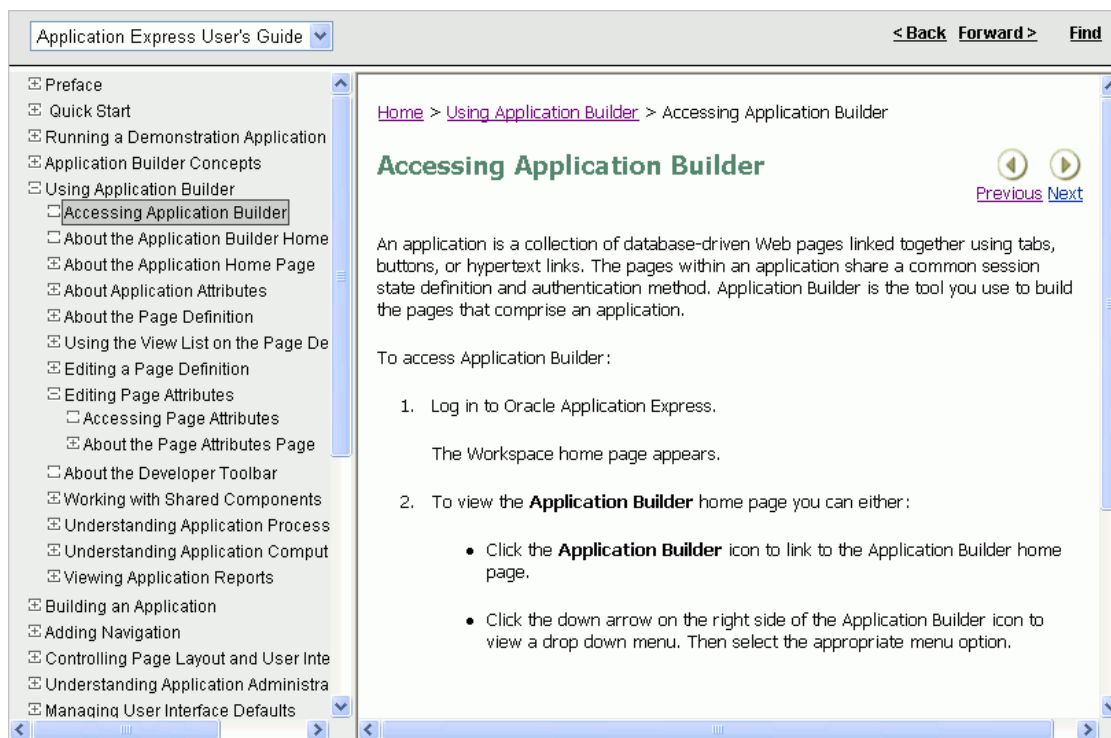 Application Express User's Guide
< Back Forward > Find
Preface
Quick Start
Running a Demonstration Application
Application Builder Concepts
Using Application Builder
Accessing Application Builder
About the Application Builder Home
About the Application Home Page
About Application Attributes
About the Page Definition
Using the View List on the Page De
Editing a Page Definition
Editing Page Attributes
Accessing Page Attributes
About the Page Attributes Page
About the Developer Toolbar
Working with Shared Components
Understanding Application Process
Understanding Application Comput
Viewing Application Reports
Building an Application
Adding Navigation
Controlling Page Layout and User Inte
Understanding Application Administra
Managing User Interface Defaults
Home > Using Application Builder > Accessing Application Builder
Accessing Application Builder
Previous Next
An application is a collection of database-driven Web pages linked together using tabs,
buttons, or hypertext links. The pages within an application share a common session
state definition and authentication method. Application Builder is the tool you use to build
the pages that comprise an application.
To access Application Builder:
1. Log in to Oracle Application Express.
The Workspace home page appears.
2. To view the Application Builder home page you can either:
• Click the Application Builder icon to link to the Application Builder home
page.
• Click the down arrow on the right side of the Application Builder icon to
view a drop down menu. Then select the appropriate menu option.